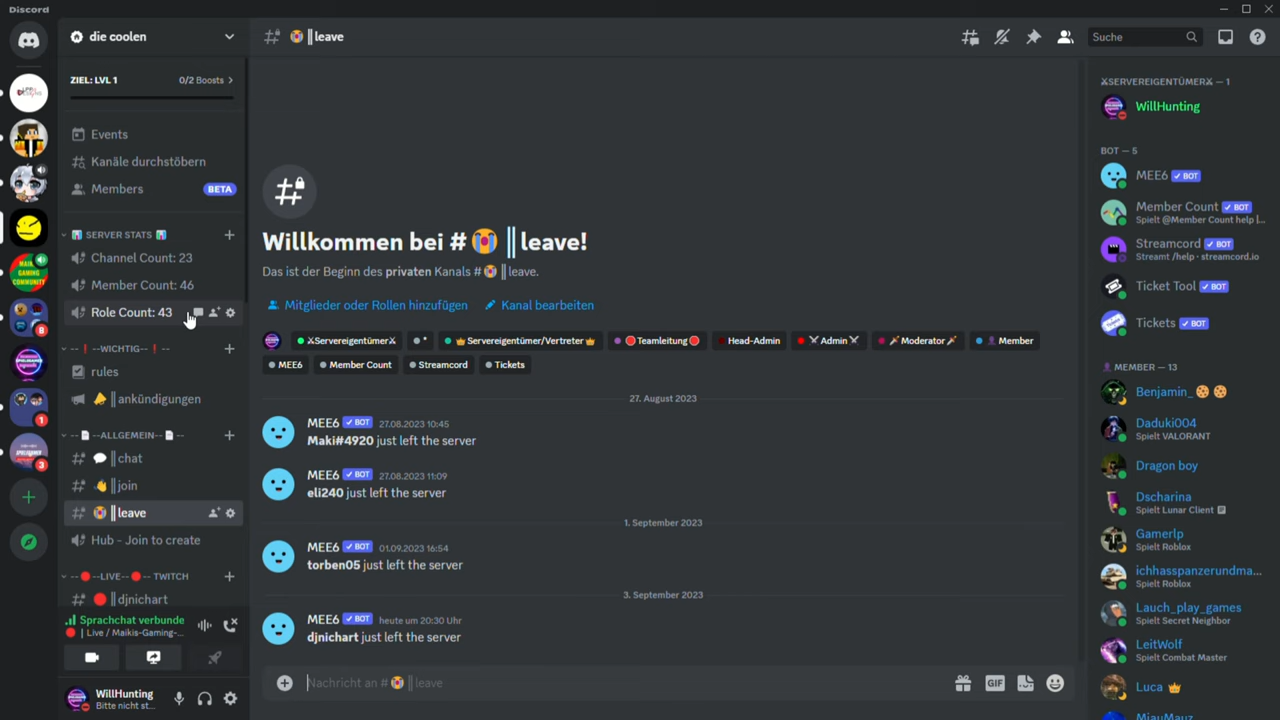 Discord
die coolen
ZIEL: LVL 1 0/2 Boosts
Events
Kanäle durchstöbern
Members BETA
SERVER STATS
Channel Count: 23
Member Count: 46
Role Count: 43
❗--WICHTIG-❗--
rules
📣║ankündigungen
--📄--ALLGEMEIN--📄--
💬║chat
👋║join
😭║leave
Hub - Join to create
--🔴--LIVE--🔴-- TWITCH
🔴║djnichart
Sprachchat verbunde
🔴 | Live / Maikis-Gaming-...
WillHunting
Bitte nicht st...
😭║leave
Suche
Willkommen bei #😭║leave!
Das ist der Beginn des privaten Kanals #😭║leave.
Mitglieder oder Rollen hinzufügen Kanal bearbeiten
⚔Servereigentümer⚔ * 👑Servereigentümer/Vertreter👑 🔴Teamleitung🔴 Head-Admin ⚔Admin⚔ Moderator Member
MEE6 Member Count Streamcord Tickets
27. August 2023
MEE6 ✓ BOT 27.08.2023 10:45
Maki#4920 just left the server
MEE6 ✓ BOT 27.08.2023 11:09
eli240 just left the server
1. September 2023
MEE6 ✓ BOT 01.09.2023 16:54
torben05 just left the server
3. September 2023
MEE6 ✓ BOT heute um 20:30 Uhr
djnichart just left the server
Nachricht an #😭║leave
GIF
⚔SERVEREIGENTÜMER⚔ — 1
WillHunting
BOT — 5
MEE6 ✓ BOT
Member Count ✓ BOT
Spielt @Member Count help |...
Streamcord ✓ BOT
Streamt /help · streamcord.io
Ticket Tool ✓ BOT
Tickets ✓ BOT
MEMBER — 13
Benjamin_🍪🍪
Daduki004
Spielt VALORANT
Dragon boy
Dscharina
Spielt Lunar Client
Gamerlp
Spielt Roblox
ichhasspanzerundma...
Spielt Roblox
Lauch_play_games
Spielt Secret Neighbor
LeitWolf
Spielt Combat Master
Luca 👑
MiauMauz
8
1
3